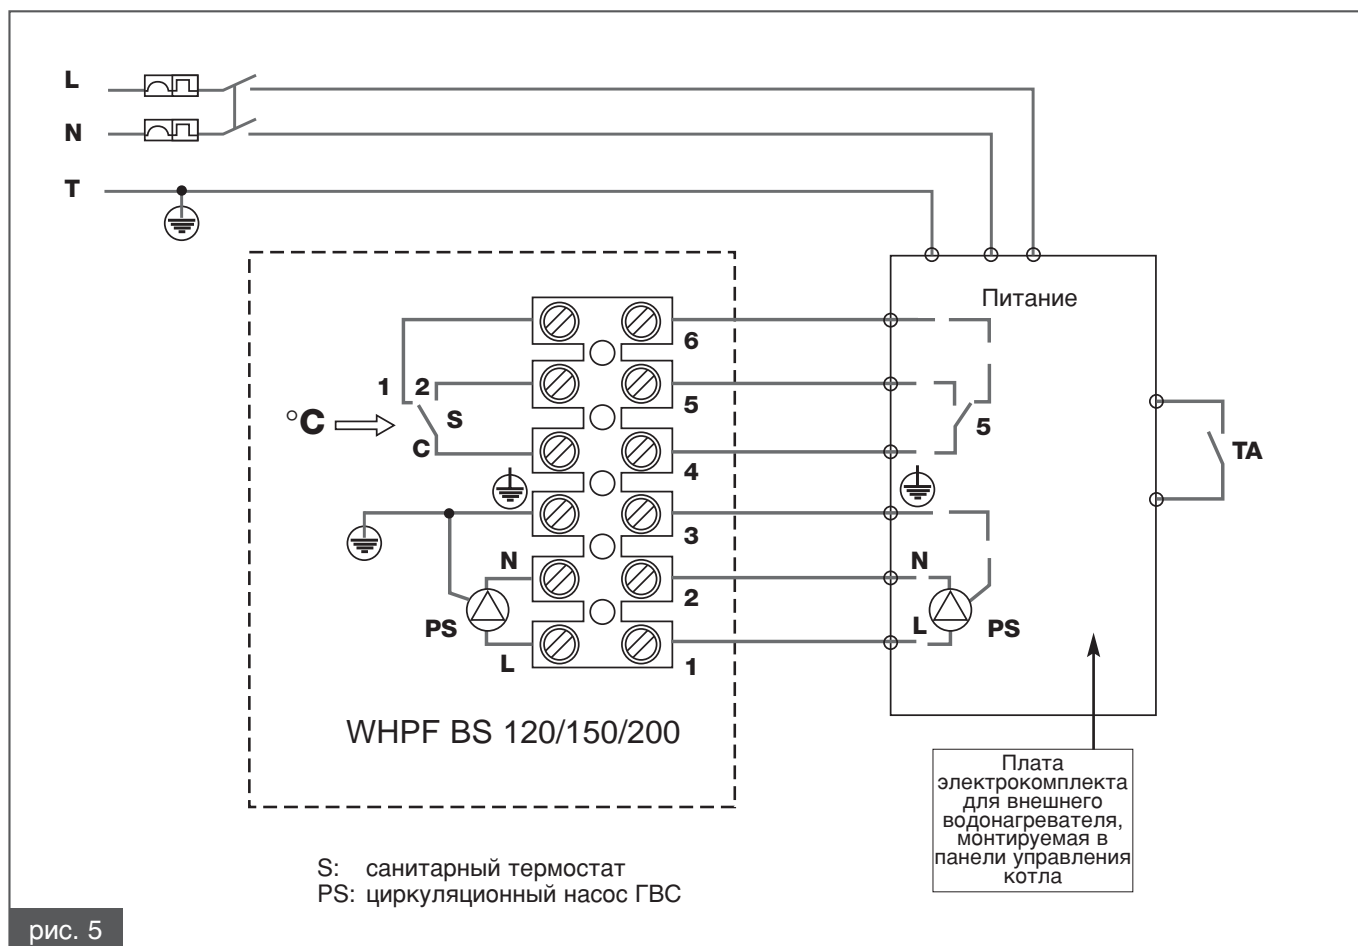 L
N
T
Питание
6
1 2
5
°C
S
5
C
4
TA
3
N
N
2
PS
L
PS
L
1
WHPF BS 120/150/200
Плата
электрокомплекта
для внешнего
водонагревателя,
монтируемая в
панели управления
котла
S: санитарный термостат
PS: циркуляционный насос ГВС
рис. 5